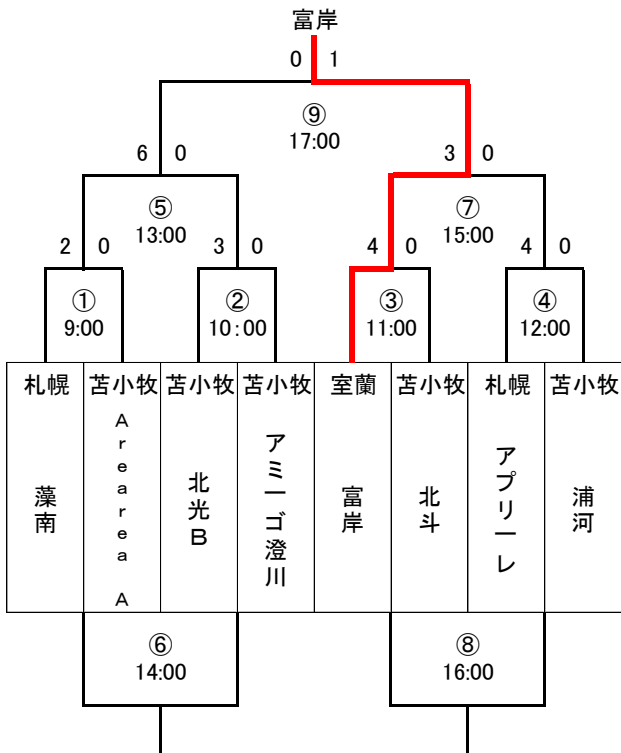 富岸
0 1
⑨
17:00
6 0
3 0
⑤
13:00
⑦
15:00
2 0
3 0
4 0
4 0
①
9:00
②
10:00
③
11:00
④
12:00
札幌 苫小牧 苫小牧 苫小牧 室蘭 苫小牧 札幌 苫小牧
藻南
Ａｒｅａｒｅａ Ａ
北光Ｂ
アミーゴ澄川
富岸
北斗
アプリーレ
浦河
⑥
14:00
⑧
16:00